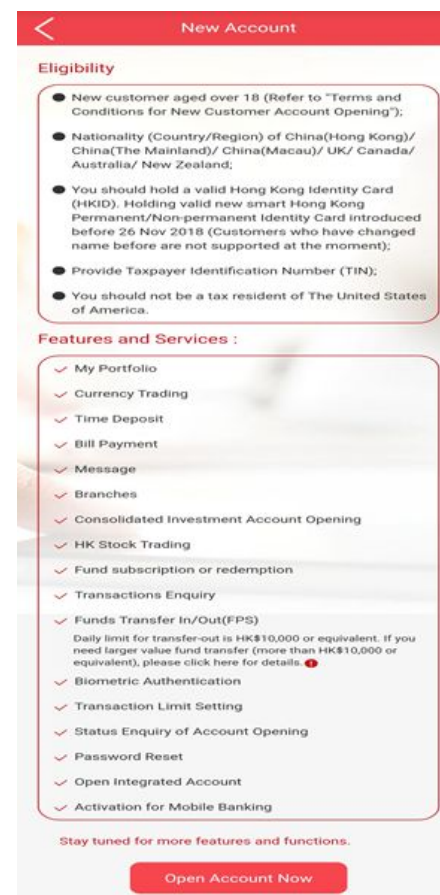 New Account
Eligibility
New customer aged over 18 (Refer to "Terms and
Conditions for New Customer Account Opening");
Nationality (Country/Region) of China(Hong Kong)/
China(The Mainland)/ China(Macau)/ UK/ Canada/
Australia/ New Zealand;
You should hold a valid Hong Kong Identity Card
(HKID). Holding valid new smart Hong Kong
Permanent/Non-permanent Identity Card introduced
before 26 Nov 2018 (Customers who have changed
name before are not supported at the moment);
Provide Taxpayer Identification Number (TIN);
You should not be a tax resident of The United States
of America.
Features and Services :
My Portfolio
Currency Trading
Time Deposit
Bill Payment
Message
Branches
Consolidated Investment Account Opening
HK Stock Trading
Fund subscription or redemption
Transactions Enquiry
Funds Transfer In/Out(FPS)
Daily limit for transfer-out is HK$10,000 or equivalent. If you
need larger value fund transfer (more than HK$10,000 or
equivalent), please click here for details.
Biometric Authentication
Transaction Limit Setting
Status Enquiry of Account Opening
Password Reset
Open Integrated Account
Activation for Mobile Banking
Stay tuned for more features and functions.
Open Account Now